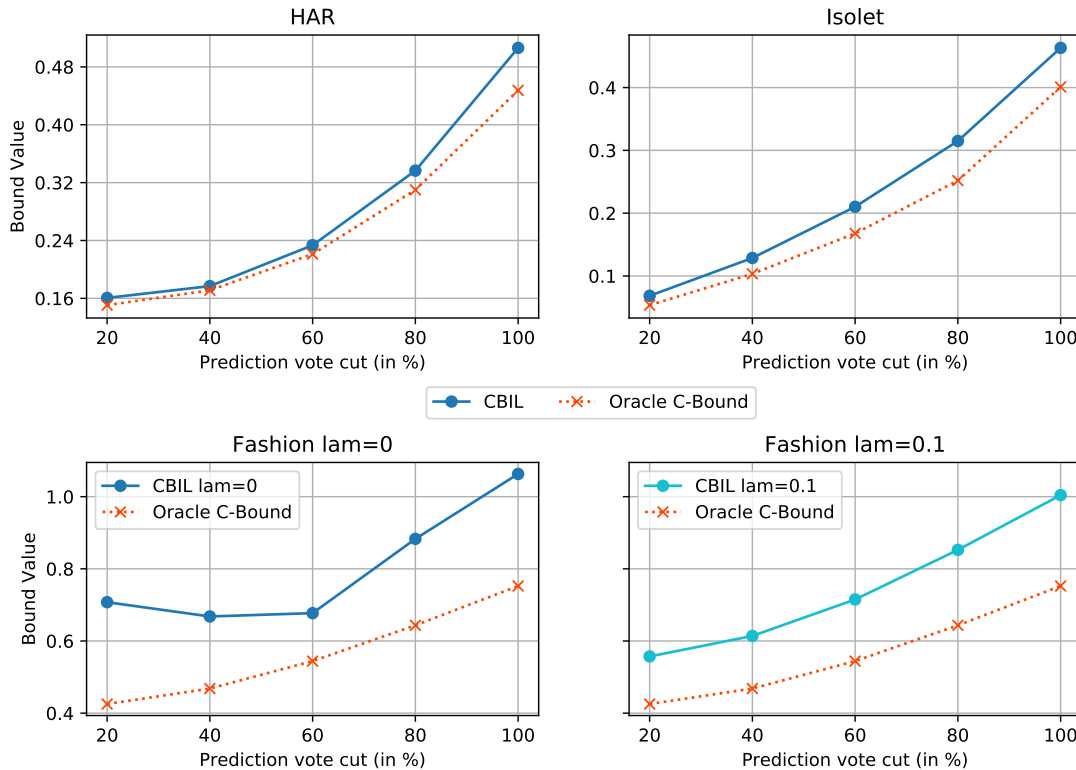 HAR
Isolet
Bound Value
0.48
0.40
0.32
0.24
0.16
20 40 60 80 100
Prediction vote cut (in %)
0.4
0.3
0.2
0.1
20 40 60 80 100
Prediction vote cut (in %)
CBIL Oracle C-Bound
Fashion lam=0
Fashion lam=0.1
Bound Value
1.0
0.8
0.6
0.4
CBIL lam=0
Oracle C-Bound
20 40 60 80 100
Prediction vote cut (in %)
CBIL lam=0.1
Oracle C-Bound
20 40 60 80 100
Prediction vote cut (in %)